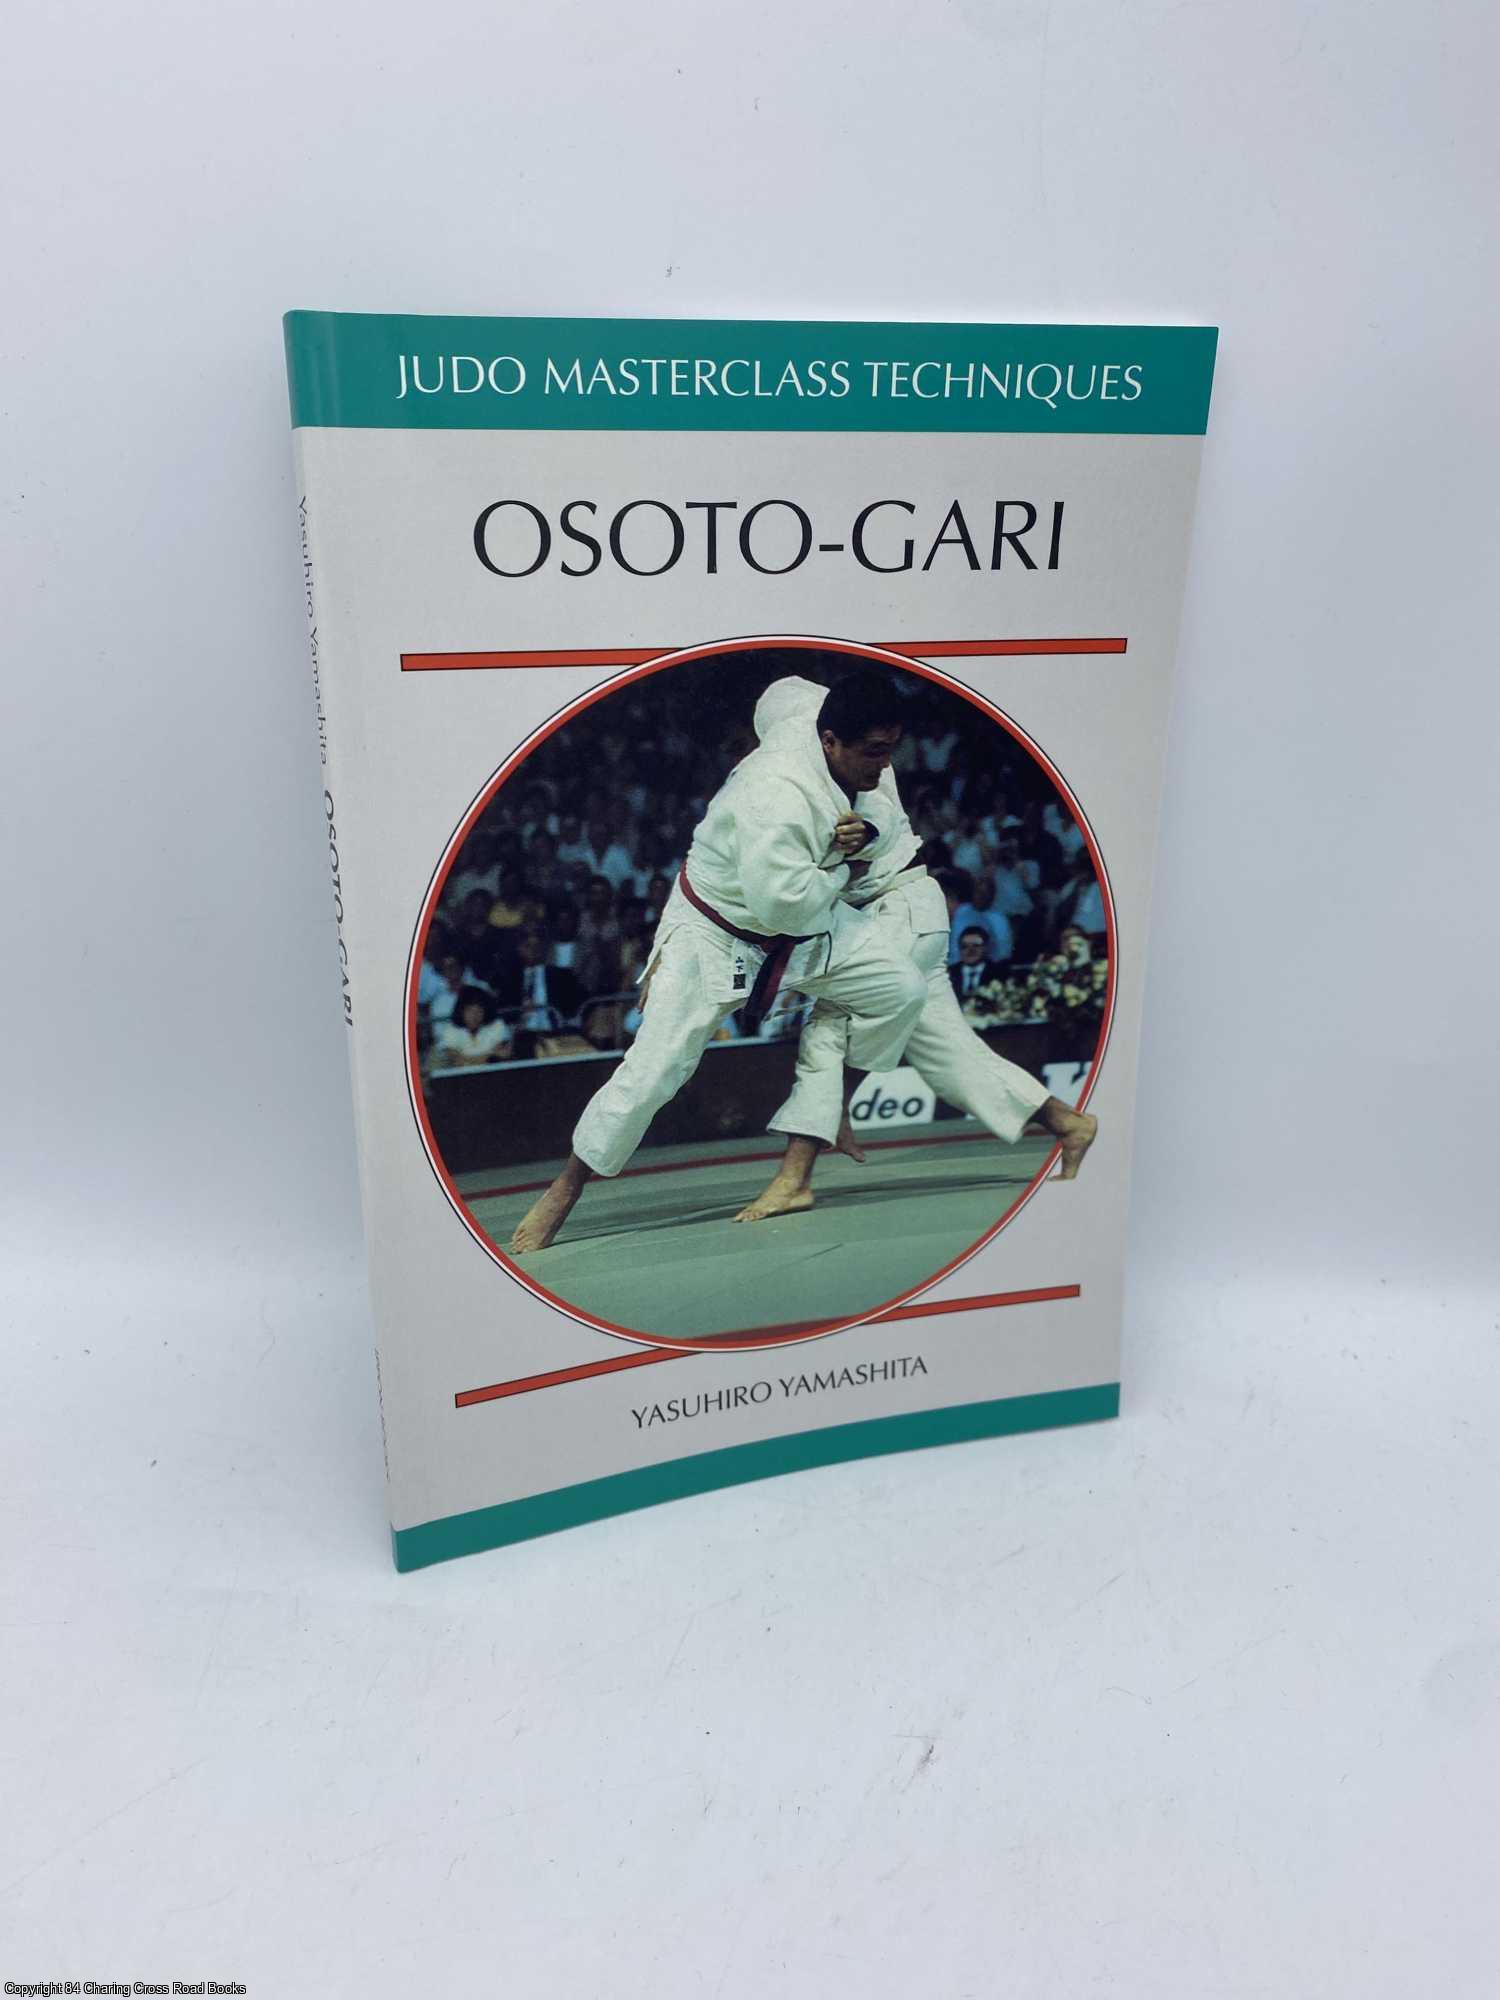 JUDO MASTERCLASS TECHNIQUES
OSOTO-GARI
Yasuhiro Yamashita OSOTO-GARI
deo
YASUHIRO YAMASHITA
Copyright 84 Charing Cross Road Books